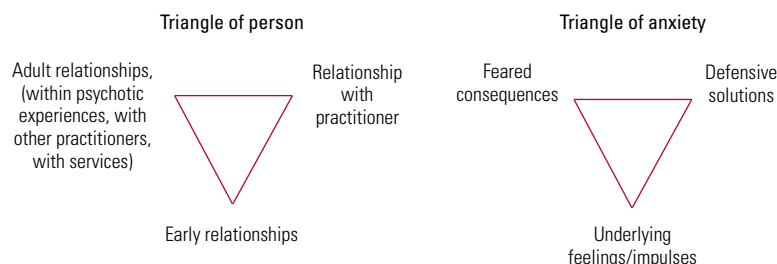 Triangle of person
Adult relationships,
(within psychotic
experiences, with
other practitioners,
with services)
Relationship
with
practitioner
Early relationships
Triangle of anxiety
Feared
consequences
Defensive
solutions
Underlying
feelings/impulses